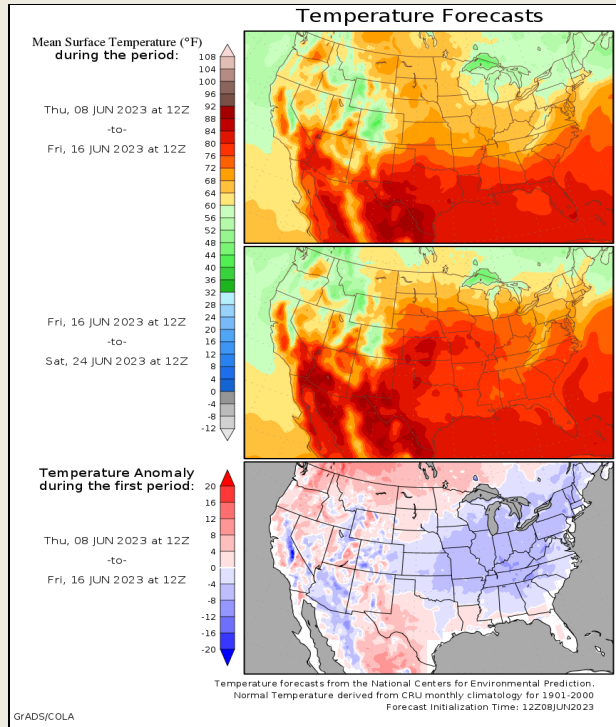 Temperature Forecasts
Mean Surface Temperature (°F)
during the period:
108
104
100
96
92
88
84
80
76
72
68
64
60
56
52
48
44
40
36
32
28
24
20
16
12
8
4
0
-4
-8
-12
Thu, 08 JUN 2023 at 12Z
-to-
Fri, 16 JUN 2023 at 12Z
Fri, 16 JUN 2023 at 12Z
-to-
Sat, 24 JUN 2023 at 12Z
Temperature Anomaly
during the first period:
20
16
12
8
4
0
-4
-8
-12
-16
-20
Thu, 08 JUN 2023 at 12Z
-to-
Fri, 16 JUN 2023 at 12Z
Temperature forecasts from the National Centers for Environmental Prediction.
Normal Temperature derived from CRU monthly climatology for 1901-2000
Forecast Initialization Time: 12Z08JUN2023
GrADS/COLA